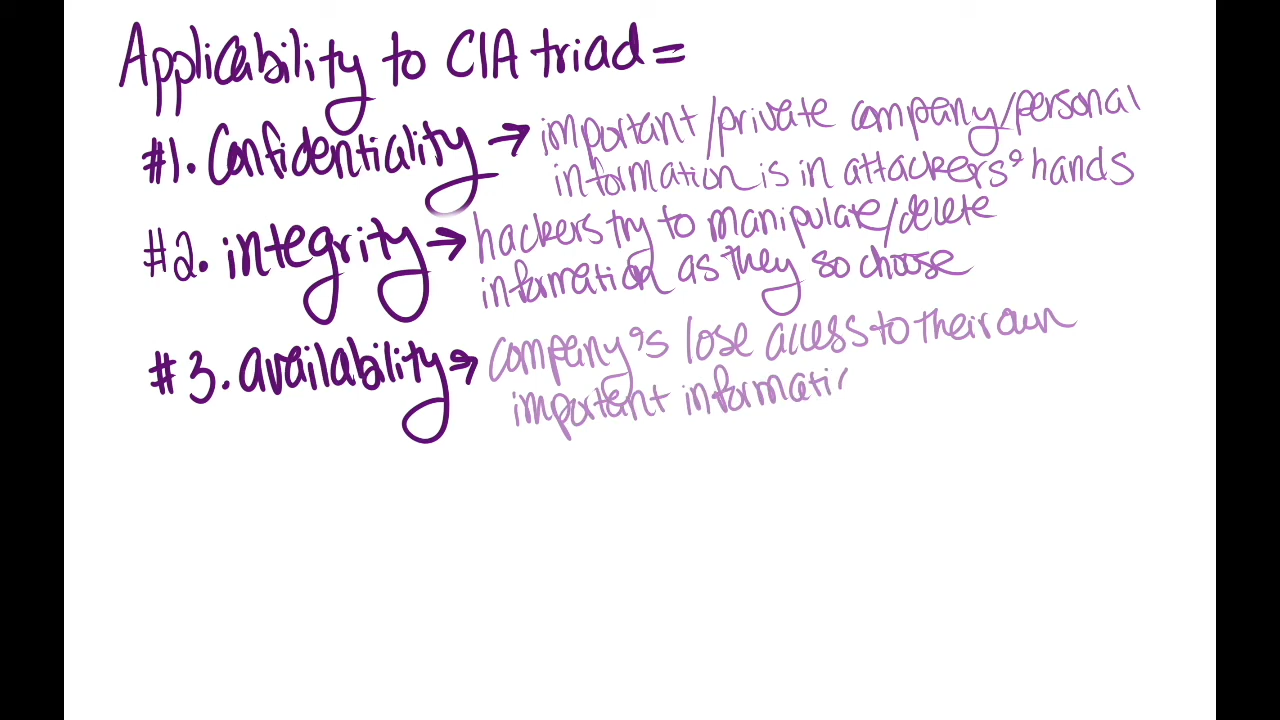 Applicability to CIA triad =
#1. Confidentiality → important/private company/personal
information is in attackers' hands
#2. integrity → hackers try to manipulate/delete
information as they so choose
#3. availability → company's lose access to their own
important informati